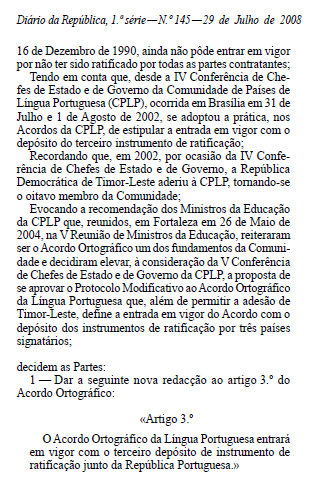 Diário da República, 1.ª série — N.º 145 — 29 de Julho de 2008
16 de Dezembro de 1990, ainda não pôde entrar em vigor
por não ter sido ratificado por todas as partes contratantes;
Tendo em conta que, desde a IV Conferência de Che-
fes de Estado e de Governo da Comunidade de Países de
Língua Portuguesa (CPLP), ocorrida em Brasília em 31 de
Julho e 1 de Agosto de 2002, se adoptou a prática, nos
Acordos da CPLP, de estipular a entrada em vigor com o
depósito do terceiro instrumento de ratificação;
Recordando que, em 2002, por ocasião da IV Confe-
rência de Chefes de Estado e de Governo, a República
Democrática de Timor-Leste aderiu à CPLP, tornando-se
o oitavo membro da Comunidade;
Evocando a recomendação dos Ministros da Educação
da CPLP que, reunidos, em Fortaleza em 26 de Maio de
2004, na V Reunião de Ministros da Educação, reiteraram
ser o Acordo Ortográfico um dos fundamentos da Comuni-
dade e decidiram elevar, à consideração da V Conferência
de Chefes de Estado e de Governo da CPLP, a proposta de
se aprovar o Protocolo Modificativo ao Acordo Ortográfico
da Língua Portuguesa que, além de permitir a adesão de
Timor-Leste, define a entrada em vigor do Acordo com o
depósito dos instrumentos de ratificação por três países
signatários;
decidem as Partes:
1 — Dar a seguinte nova redacção ao artigo 3.º do
Acordo Ortográfico:
«Artigo 3.º
O Acordo Ortográfico da Língua Portuguesa entrará
em vigor com o terceiro depósito de instrumento de
ratificação junto da República Portuguesa.»